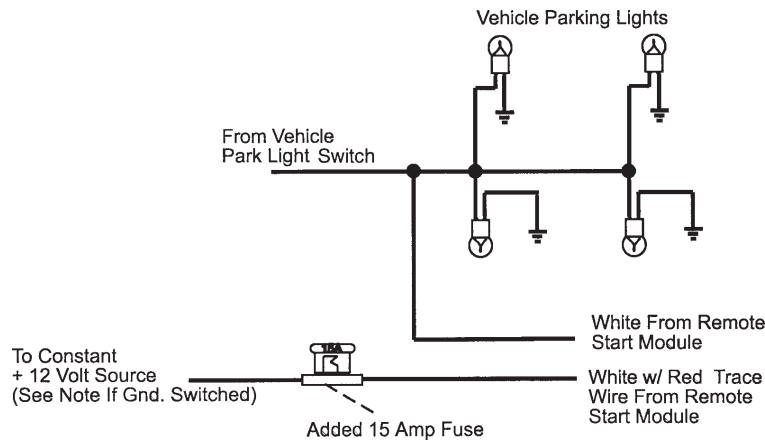 Vehicle Parking Lights
From Vehicle
Park Light Switch
White From Remote
Start Module
15A
To Constant
+ 12 Volt Source
(See Note If Gnd. Switched)
White w/ Red Trace
Wire From Remote
Start Module
Added 15 Amp Fuse